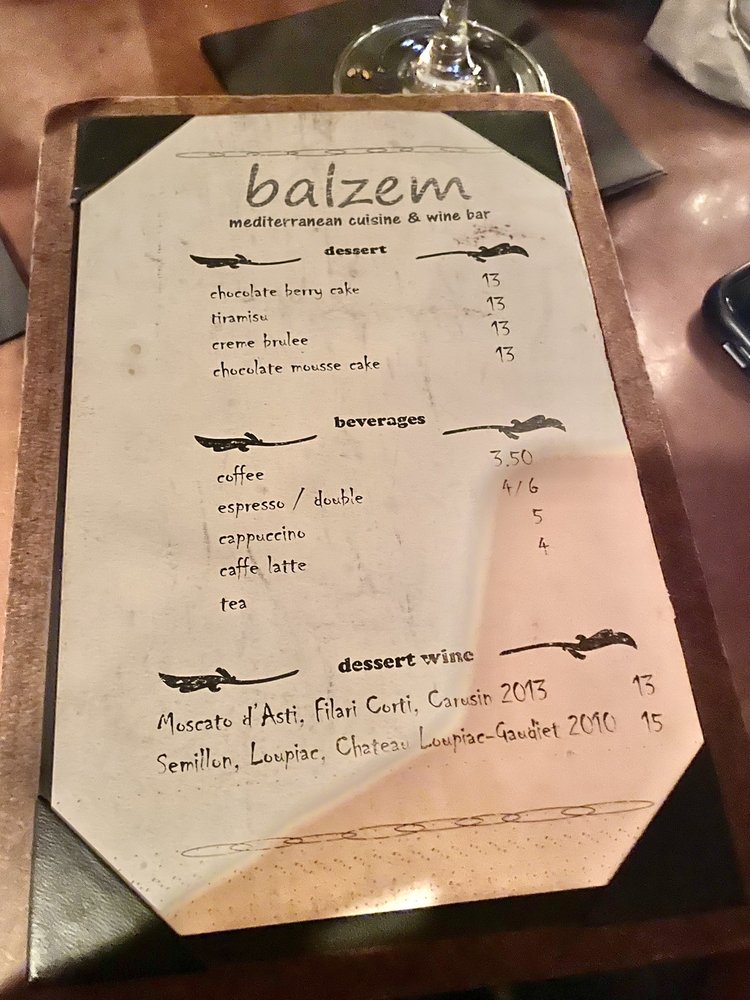 balzem
mediterranean cuisine & wine bar
dessert
chocolate berry cake 13
tiramisu 13
creme brulee 13
chocolate mousse cake 13
beverages
coffee 3.50
espresso / double 4/6
cappuccino 5
caffe latte 4
tea
dessert wine
Moscato d'Asti, Filari Corti, Carusin 2013 13
Semillon, Loupiac, Chateau Loupiac-Gaudiet 2010 15